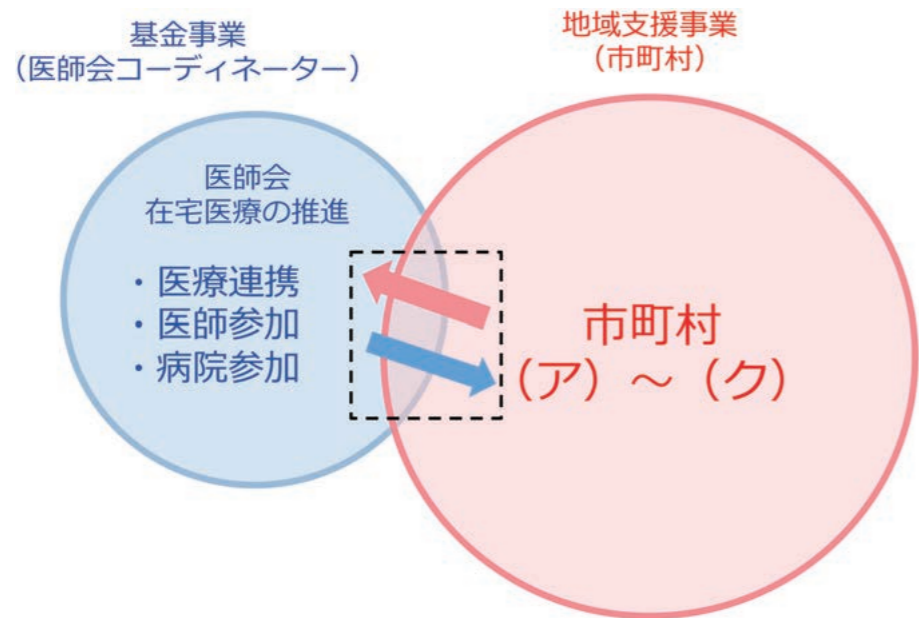 基金事業
（医師会コーディネーター）
地域支援事業
（市町村）
医師会
在宅医療の推進
・医療連携
・医師参加
・病院参加
市町村
（ア）～（ク）